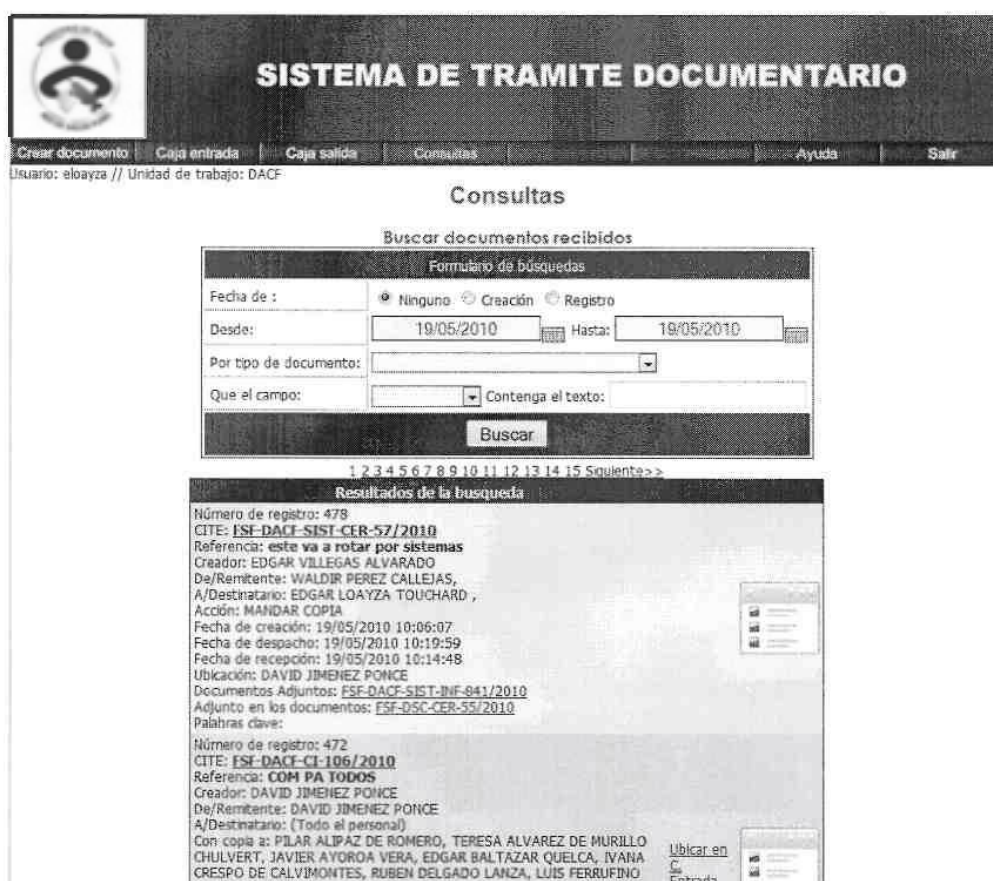 SISTEMA DE TRAMITE DOCUMENTARIO
Crear documento Caja entrada Caja salida Consultas Ayuda Salir
Usuario: eloayza // Unidad de trabajo: DACF
Consultas
Buscar documentos recibidos
Formulario de búsquedas
Fecha de : Ninguno Creación Registro
Desde: 19/05/2010 Hasta: 19/05/2010
Por tipo de documento:
Que el campo: Contenga el texto:
Buscar
1 2 3 4 5 6 7 8 9 10 11 12 13 14 15 Siguiente>>
Resultados de la busqueda
Número de registro: 478
CITE: FSF-DACF-SIST-CER-57/2010
Referencia: este va a rotar por sistemas
Creador: EDGAR VILLEGAS ALVARADO
De/Remitente: WALDIR PEREZ CALLEJAS,
A/Destinatario: EDGAR LOAYZA TOUCHARD ,
Acción: MANDAR COPIA
Fecha de creación: 19/05/2010 10:06:07
Fecha de despacho: 19/05/2010 10:19:59
Fecha de recepción: 19/05/2010 10:14:48
Ubicación: DAVID JIMENEZ PONCE
Documentos Adjuntos: FSF-DACF-SIST-INF-841/2010
Adjunto en los documentos: FSF-DSC-CER-55/2010
Palabras clave:
Número de registro: 472
CITE: FSF-DACF-CI-106/2010
Referencia: COM PA TODOS
Creador: DAVID JIMENEZ PONCE
De/Remitente: DAVID JIMENEZ PONCE
A/Destinatario: (Todo el personal)
Con copia a: PILAR ALIPAZ DE ROMERO, TERESA ALVAREZ DE MURILLO
CHULVERT, JAVIER AYOROA VERA, EDGAR BALTAZAR QUELCA, IVANA
CRESPO DE CALVIMONTES, RUBEN DELGADO LANZA, LUIS FERRUFINO
Ubicar en
C.
Entrada